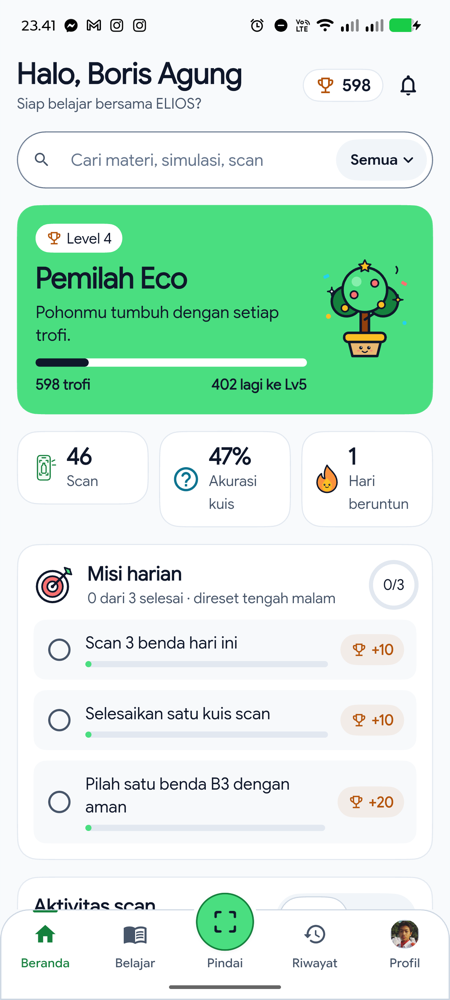 23.41
Vo))
LTE
Halo, Boris Agung
598
Siap belajar bersama ELIOS?
Cari materi, simulasi, scan
Semua
Level 4
Pemilah Eco
Pohonmu tumbuh dengan setiap
trofi.
598 trofi
402 lagi ke Lv5
46
Scan
47%
Akurasi
kuis
1
Hari
beruntun
Misi harian
0 dari 3 selesai · direset tengah malam
0/3
Scan 3 benda hari ini
+10
Selesaikan satu kuis scan
+10
Pilah satu benda B3 dengan
aman
+20
Aktivitas scan
Beranda
Belajar
Pindai
Riwayat
Profil